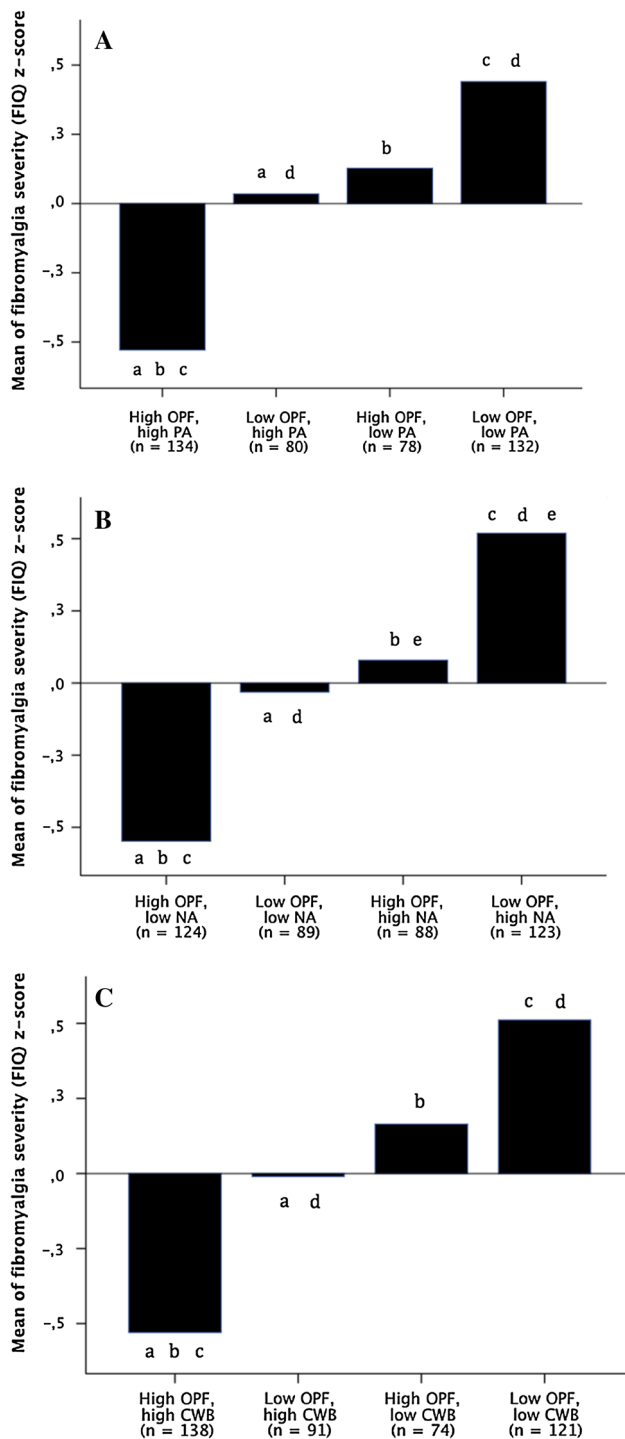 A
Mean of fibromyalgia severity (FIQ) z-score
,5
,3
,0
-,3
-,5
a b c
a d
b
c d
High OPF,
high PA
(n = 134)
Low OPF,
high PA
(n = 80)
High OPF,
low PA
(n = 78)
Low OPF,
low PA
(n = 132)
B
Mean of fibromyalgia severity (FIQ) z-score
,5
,3
,0
-,3
-,5
a b c
a d
b e
c d e
High OPF,
low NA
(n = 124)
Low OPF,
low NA
(n = 89)
High OPF,
high NA
(n = 88)
Low OPF,
high NA
(n = 123)
C
Mean of fibromyalgia severity (FIQ) z-score
,5
,3
,0
-,3
-,5
a b c
a d
b
c d
High OPF,
high CWB
(n = 138)
Low OPF,
high CWB
(n = 91)
High OPF,
low CWB
(n = 74)
Low OPF,
low CWB
(n = 121)